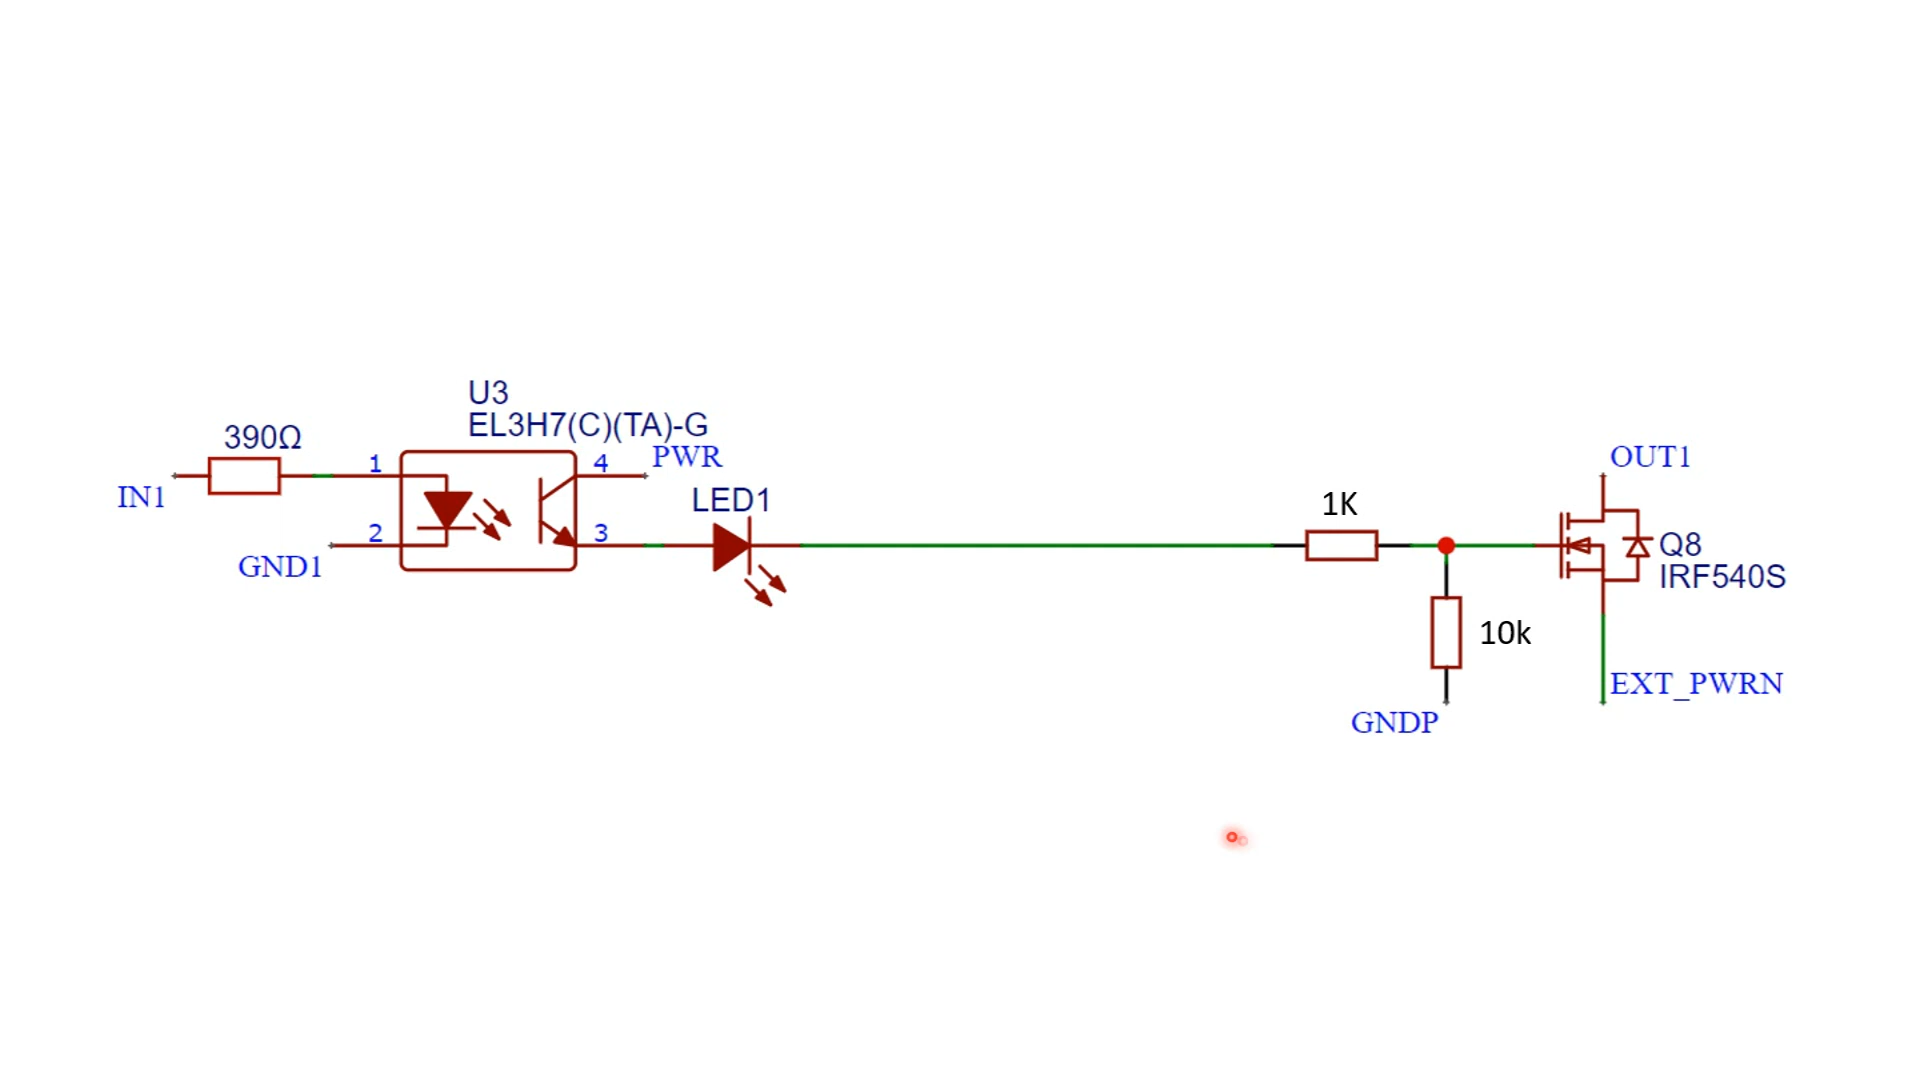 U3
EL3H7(C)(TA)-G
390Ω
1
4
PWR
OUT1
IN1
LED1
1K
2
3
GND1
Q8
IRF540S
10k
EXT_PWRN
GNDP